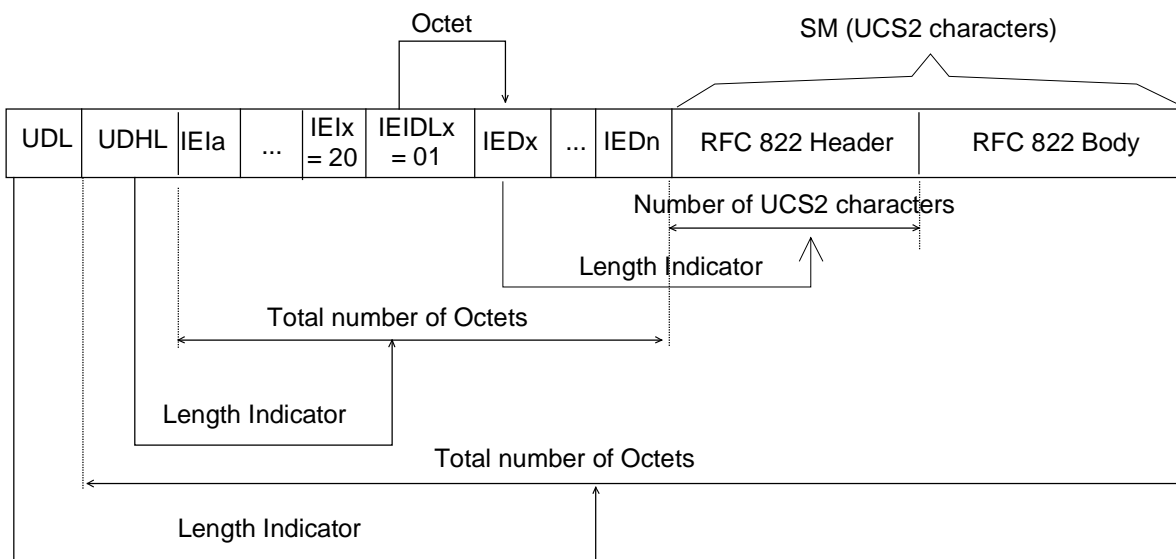 Octet
SM (UCS2 characters)
UDL UDHL IEIa ... IEIx = 20 IEIDLx = 01 IEDx ... IEDn RFC 822 Header RFC 822 Body
Number of UCS2 characters
Length Indicator
Total number of Octets
Length Indicator
Total number of Octets
Length Indicator